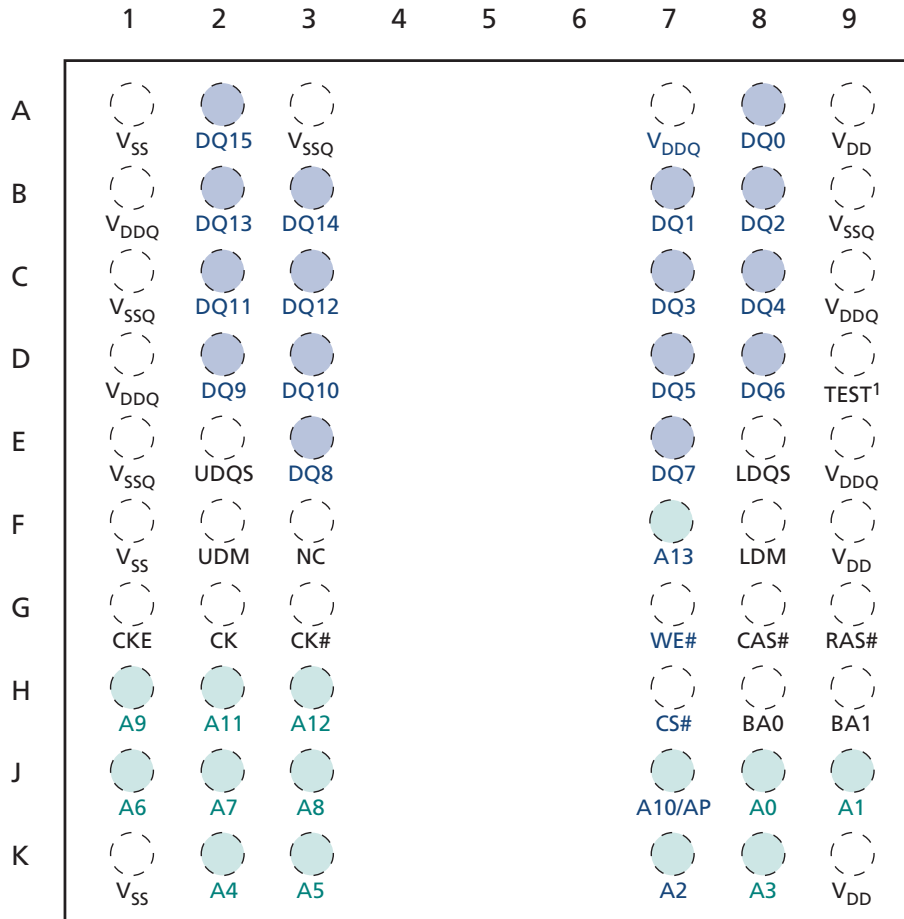 1 2 3 4 5 6 7 8 9
A
VSS DQ15 VSSQ VDDQ DQ0 VDD
B
VDDQ DQ13 DQ14 DQ1 DQ2 VSSQ
C
VSSQ DQ11 DQ12 DQ3 DQ4 VDDQ
D
VDDQ DQ9 DQ10 DQ5 DQ6 TEST1
E
VSSQ UDQS DQ8 DQ7 LDQS VDDQ
F
VSS UDM NC A13 LDM VDD
G
CKE CK CK# WE# CAS# RAS#
H
A9 A11 A12 CS# BA0 BA1
J
A6 A7 A8 A10/AP A0 A1
K
VSS A4 A5 A2 A3 VDD